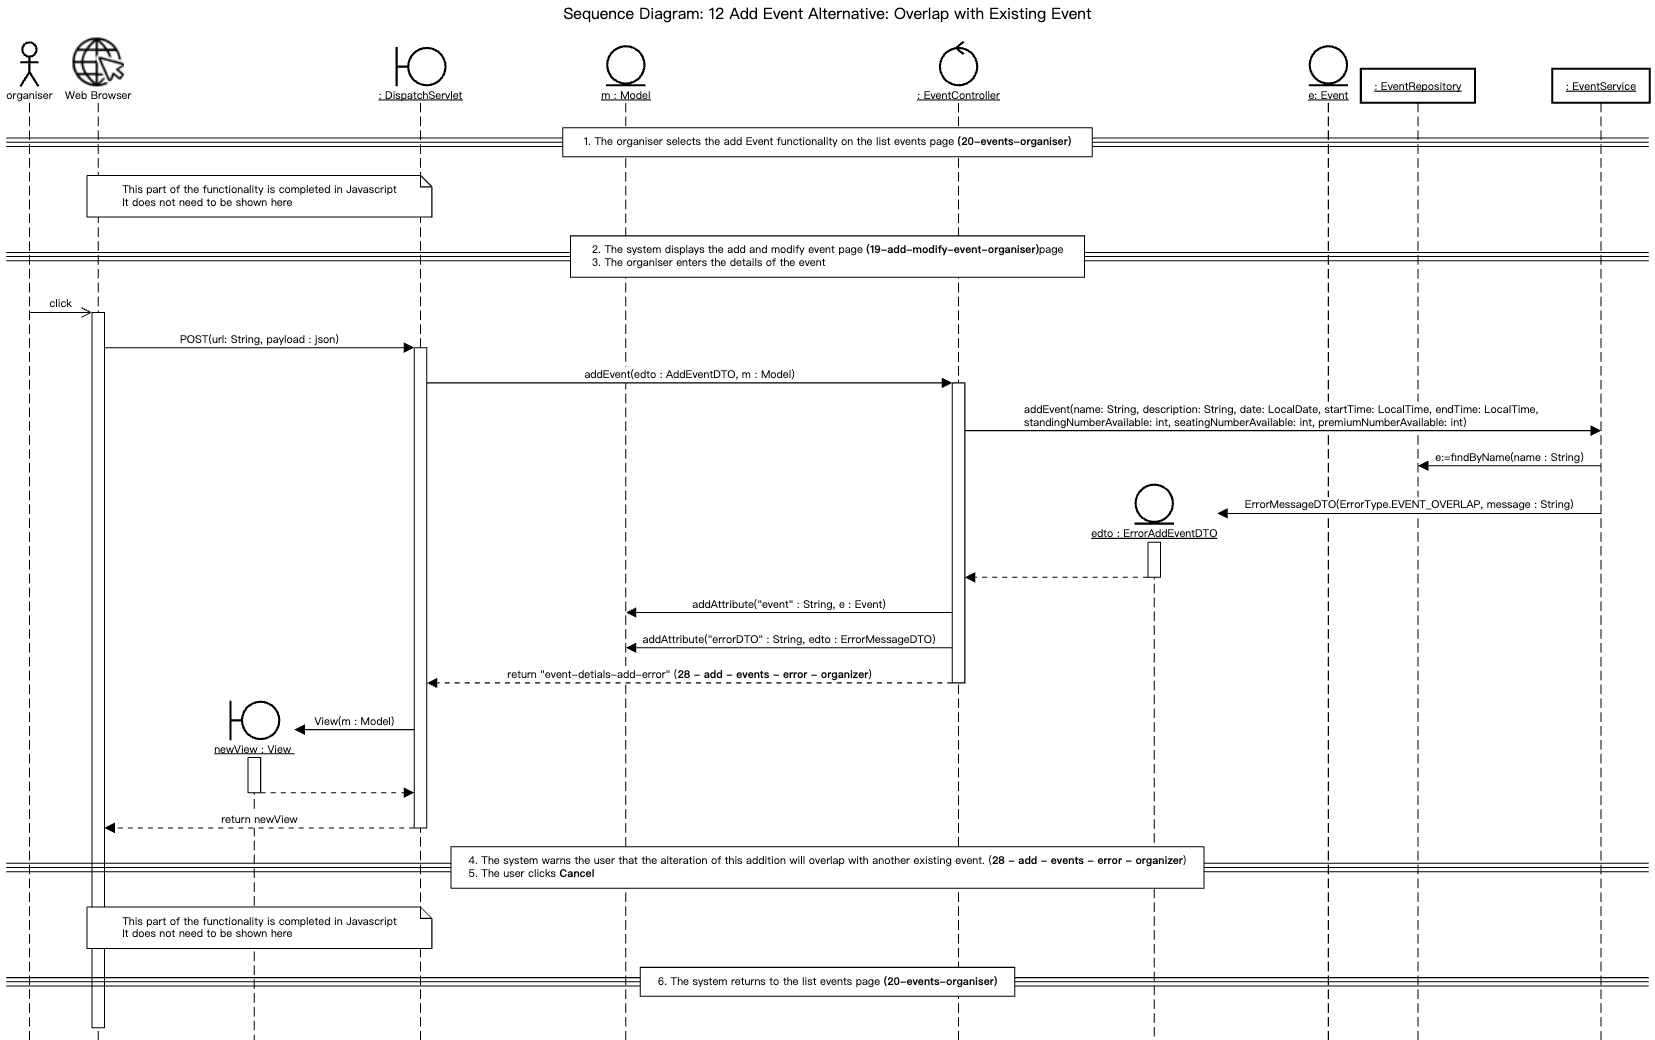 Sequence Diagram: 12 Add Event Alternative: Overlap with Existing Event
organiser
Web Browser
: DispatchServlet
m : Model
: EventController
e: Event
: EventRepository
: EventService
1. The organiser selects the add Event functionality on the list events page (20-events-organiser)
This part of the functionality is completed in Javascript
It does not need to be shown here
2. The system displays the add and modify event page (19-add-modify-event-organiser)page
3. The organiser enters the details of the event
click
POST(url: String, payload : json)
addEvent(edto : AddEventDTO, m : Model)
addEvent(name: String, description: String, date: LocalDate, startTime: LocalTime, endTime: LocalTime,
standingNumberAvailable: int, seatingNumberAvailable: int, premiumNumberAvailable: int)
e:=findByName(name : String)
ErrorMessageDTO(ErrorType.EVENT_OVERLAP, message : String)
edto : ErrorAddEventDTO
addAttribute("event" : String, e : Event)
addAttribute("errorDTO" : String, edto : ErrorMessageDTO)
return "event-detials-add-error" (28 - add - events - error - organizer)
View(m : Model)
newView : View
return newView
4. The system warns the user that the alteration of this addition will overlap with another existing event. (28 - add - events - error - organizer)
5. The user clicks Cancel
This part of the functionality is completed in Javascript
It does not need to be shown here
6. The system returns to the list events page (20-events-organiser)